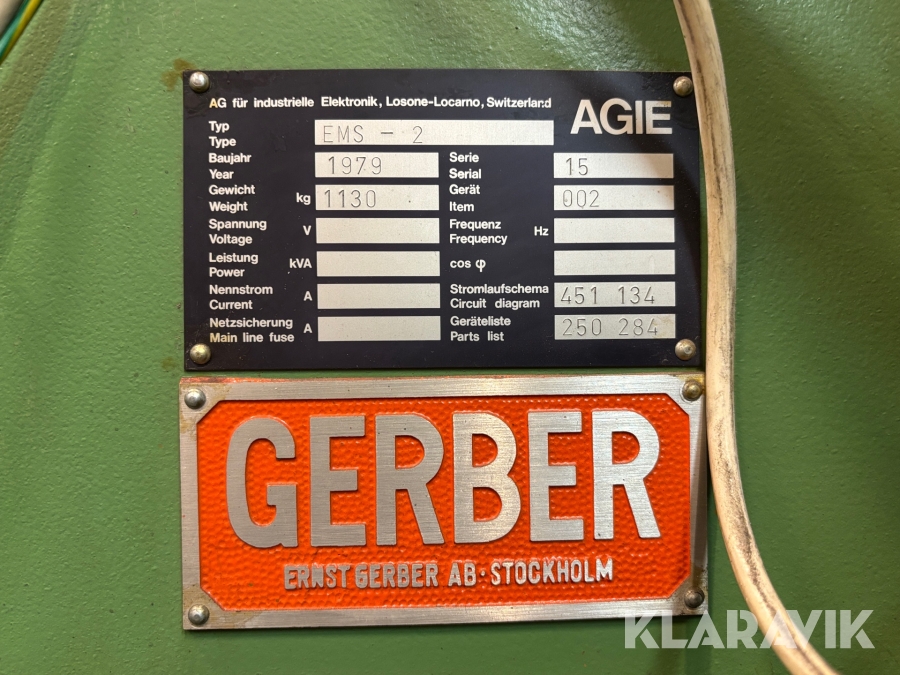 AG für industrielle Elektronik, Losone-Locarno, Switzerland
AGIE
Typ
Type
EMS - 2
Baujahr
Year
1979
Serie
Serial
15
Gewicht
Weight
kg
1130
Gerät
Item
002
Spannung
Voltage
V
Frequenz
Frequency
Hz
Leistung
Power
kVA
cos φ
Nennstrom
Current
A
Stromlaufschema
Circuit diagram
451 134
Netzsicherung
Main line fuse
A
Geräteliste
Parts list
250 284
GERBER
ERNST GERBER AB · STOCKHOLM
KLARAVIK